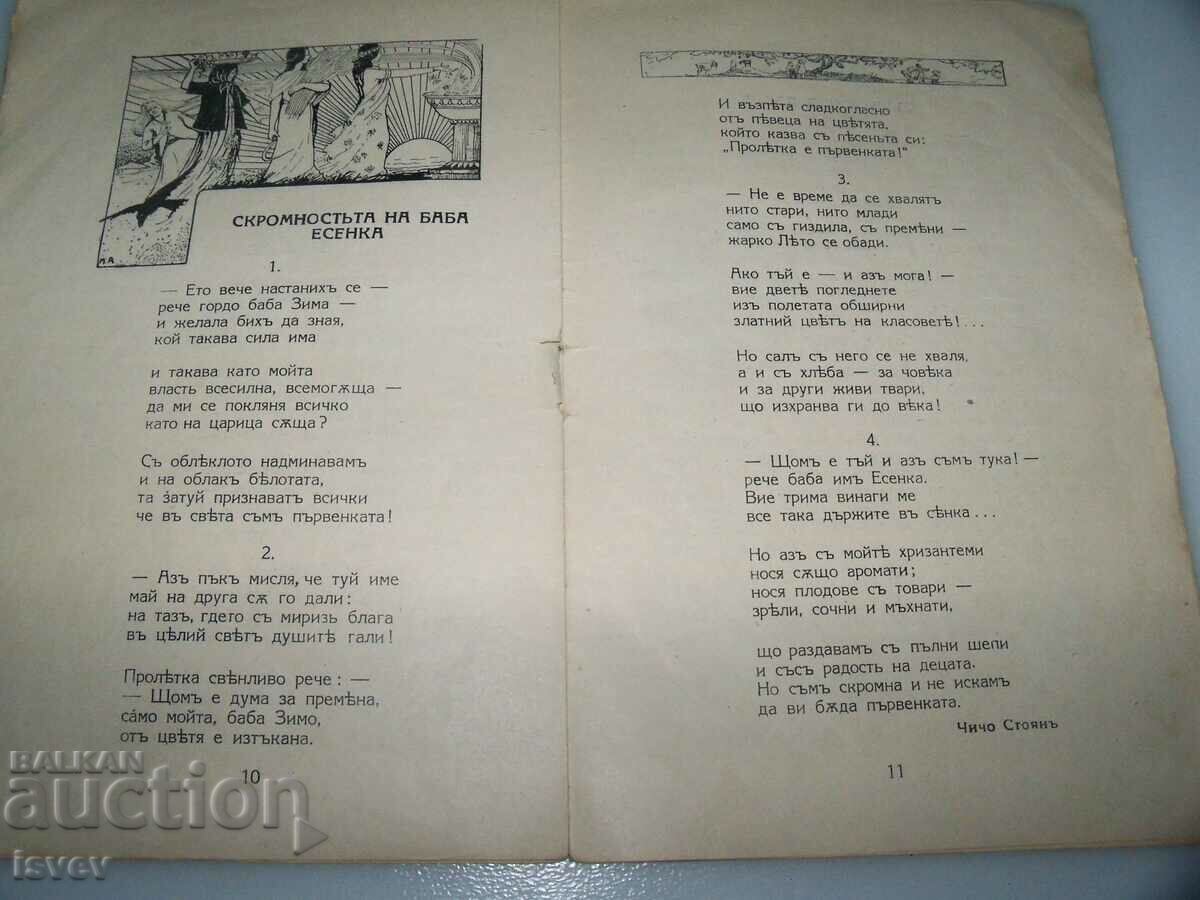 СКРОМНОСТЬТА НА БАБА
ЕСЕНКА
1.
— Ето вече настанихъ се —
рече гордо баба Зима —
и желала бихъ да зная,
кой такава сила има
и такава като мойта
власть всесилна, всемогѫща —
да ми се покляня всичко
като на царица сѫща?
Съ облѣклото надминавамъ
и на облак бѣлотата,
та затуй признаватъ всички
че въ свѣта съмъ първенката!
2.
— Азъ пъкъ мисля, че туй име
май на друга сѫ го дали:
на тазъ, гдето съ миризь блага
въ цѣлий свѣтъ душитѣ гали!
Пролѣтка свѣнливо рече: —
— Щомъ е дума за премѣна,
са́мо мойта, баба Зимо,
отъ цвѣтя е изтъкана.
10
И възпѣта сладкогласно
отъ пѣвеца на цвѣтята,
който казва съ пѣсеньта си:
„Пролѣтка е първенката!"
3.
— Не е време да се хвалятъ
нито стари, нито млади
само съ гиздила, съ премѣни —
жарко Лѣто се обади.
Ако тъй е — и азъ мога! —
вие дветѣ погледнете
изъ полетата обширни
златний цвѣтъ на класоветѣ!...
Но салъ съ него се не хваля,
а и съ хлѣба — за човѣка
и за други живи твари,
що изхранва ги до вѣка!
4.
— Щомъ е тъй и азъ съмъ тука! —
рече баба имъ Есенка.
Вие трима винаги ме
все така държите въ сѣнка...
Но азъ съ мойтѣ хризантеми
нося сѫщо аромати;
нося плодове съ товари —
зрѣли, сочни и мъхнати,
що раздавамъ съ пълни шепи
и съсъ радость на децата.
Но съмъ скромна и не искамъ
да ви бѫда първенката.
Чичо Стоянъ
11
BALKAN
auction
isvev